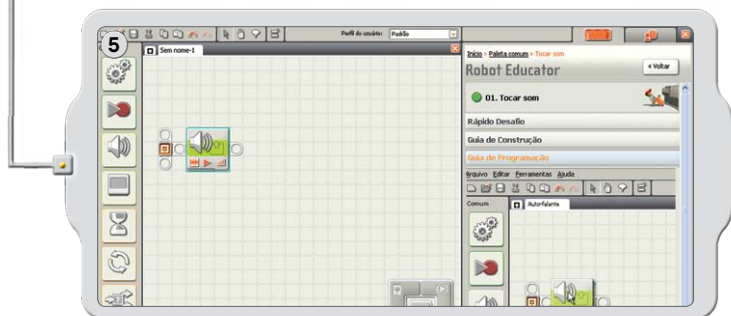 5
Perfil do usuário: Padrão
Sem nome-1
Início > Paleta comum > Tocar som
Robot Educator
« Voltar
01. Tocar som
Rápido Desafio
Guia de Construção
Guia de Programação
Arquivo Editar Ferramentas Ajuda
Comum
Auto-falante